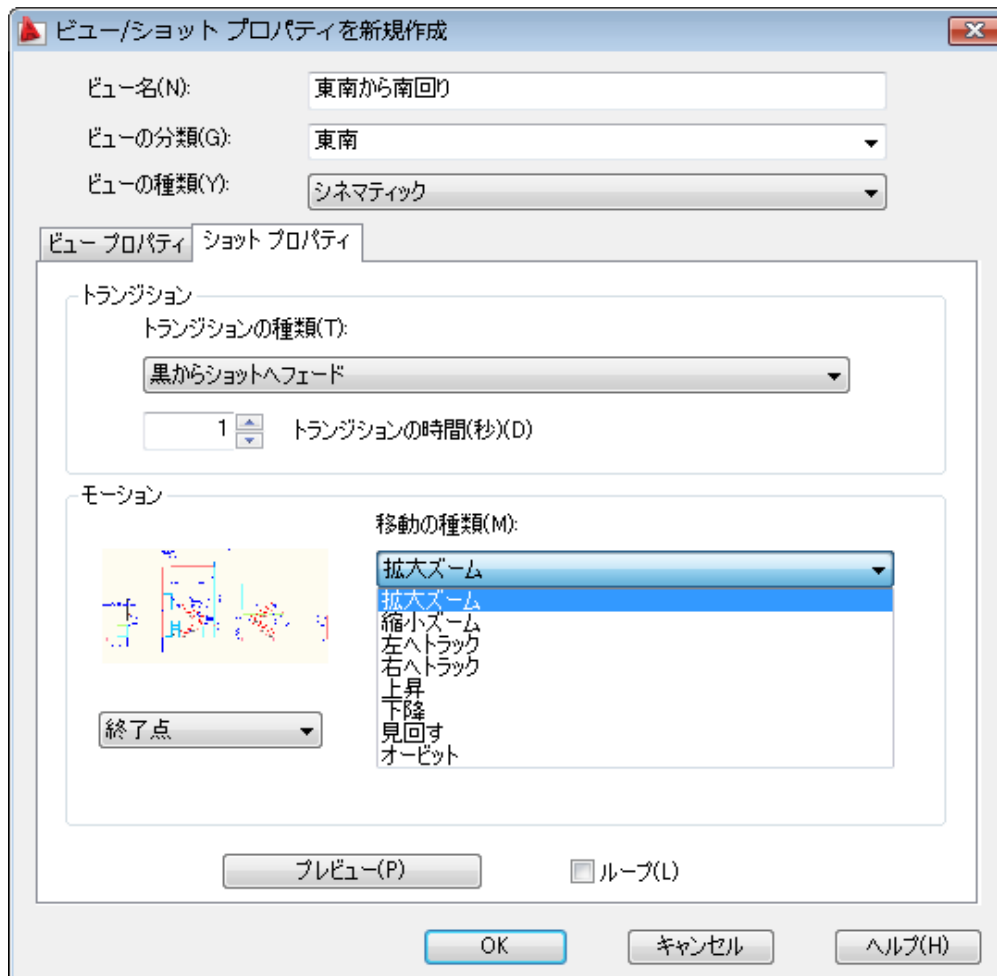 ビュー/ショット プロパティを新規作成
ビュー名(N): 東南から南回り
ビューの分類(G): 東南
ビューの種類(Y): シネマティック
ビュー プロパティ ショット プロパティ
トランジション
トランジションの種類(T):
黒からショットへフェード
1 トランジションの時間(秒)(D)
モーション
移動の種類(M):
拡大ズーム
拡大ズーム
縮小ズーム
左へトラック
右へトラック
上昇
下降
終了点 見回す
オービット
プレビュー(P) ループ(L)
OK キャンセル ヘルプ(H)